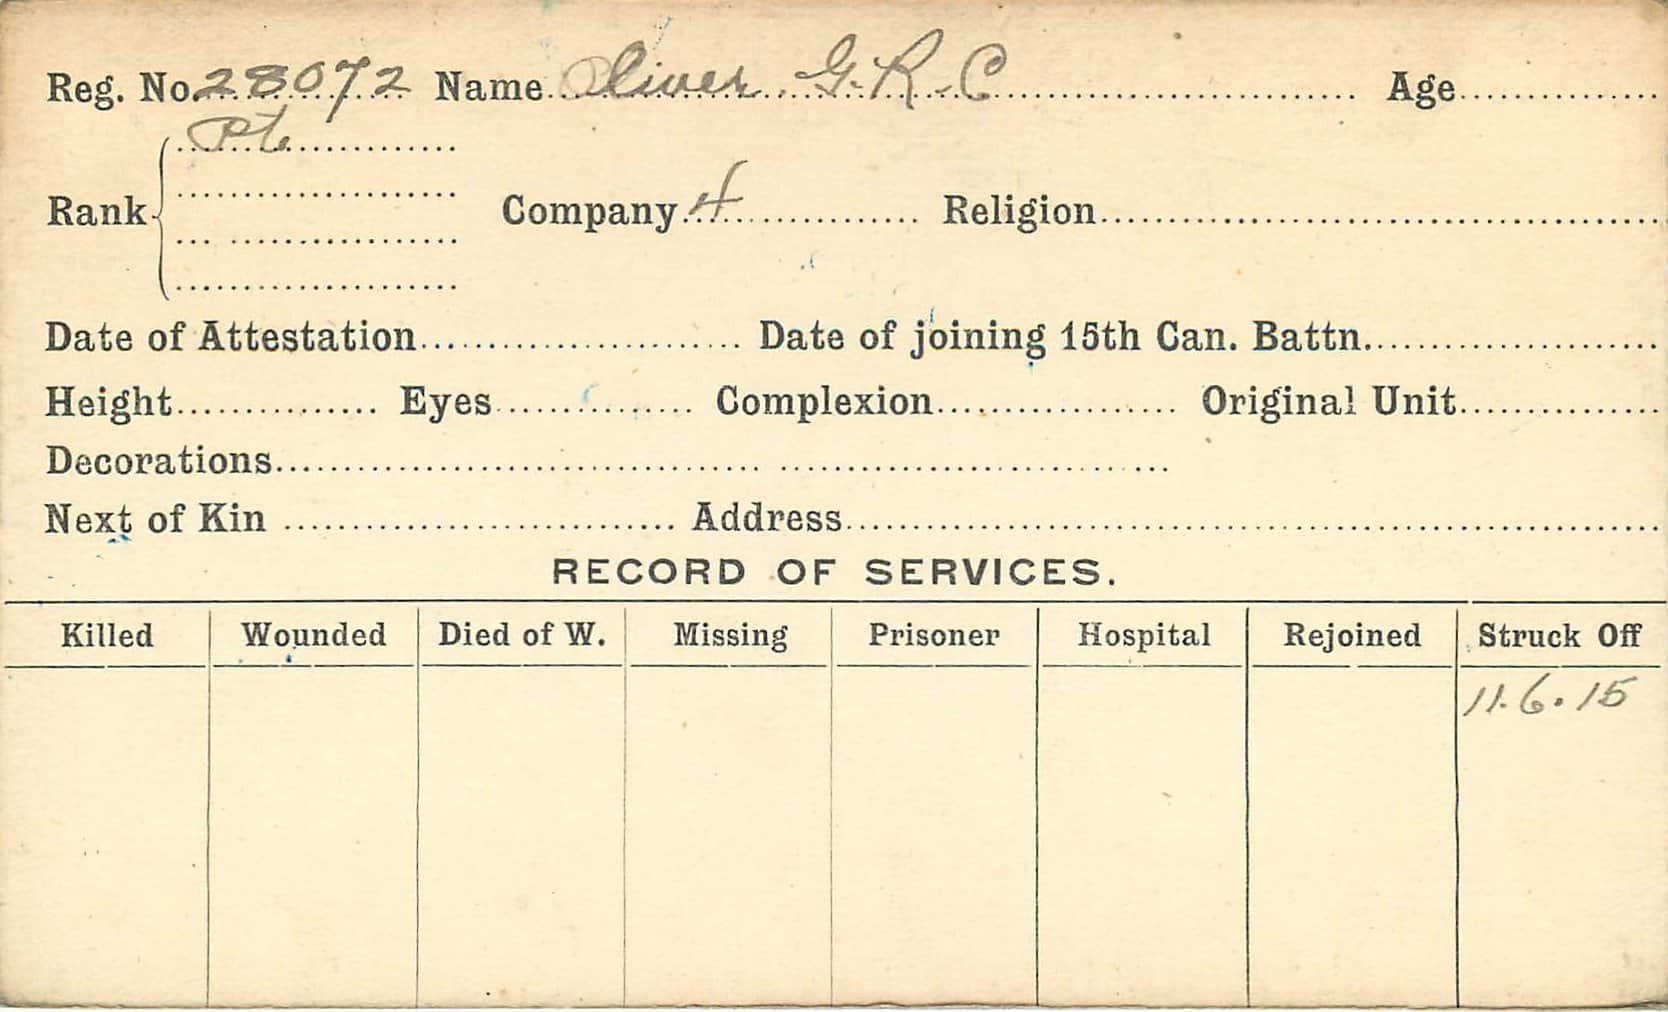 Reg. No. 28072 Name Oliver G. R. C Age
Pte
Rank Company 4 Religion
Date of Attestation Date of joining 15th Can. Battn.
Height Eyes Complexion Original Unit
Decorations
Next of Kin Address
RECORD OF SERVICES.
Killed Wounded Died of W. Missing Prisoner Hospital Rejoined Struck Off
11.6.15